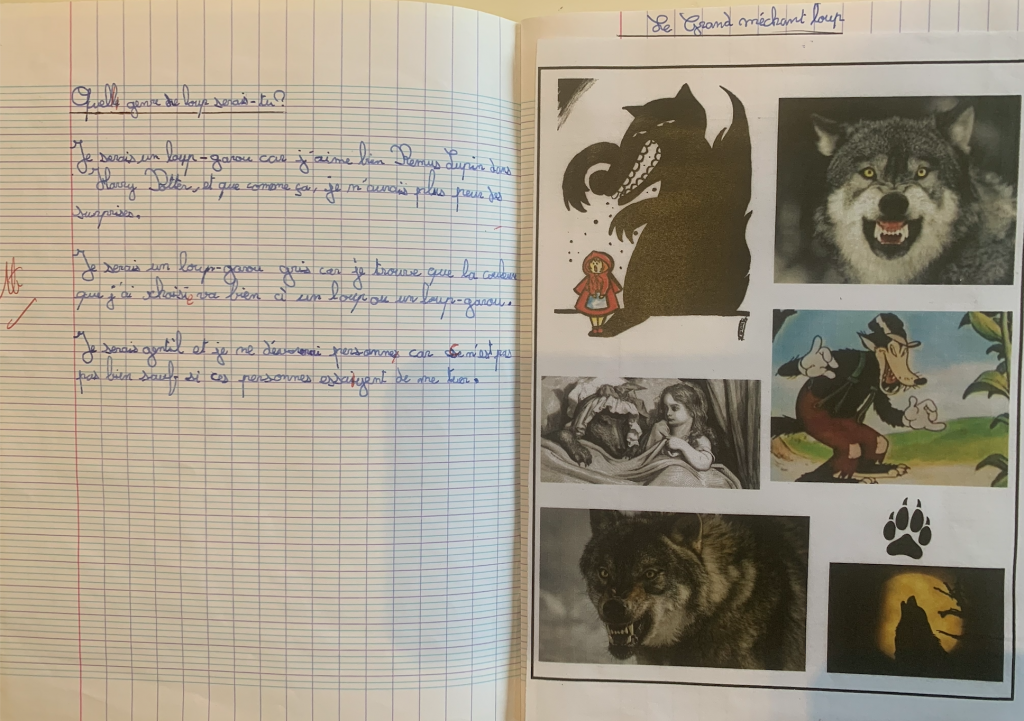 Quell genre de loup serais-tu?
Je serais un loup-garou car j'aime bien Remus Lupin dans
Harry Potter, et que comme ça, je n'aurais plus peur des
surprises.
Je serais un loup-garou gris car je trouve que la couleur
que j'ai choisi va bien à un loup ou un loup-garou.
Tb
Je serais gentil et je ne dévorerai personne car ce n'est pas
pas bien sauf si ces personnes essayent de me tuer.
Le Grand méchant loup